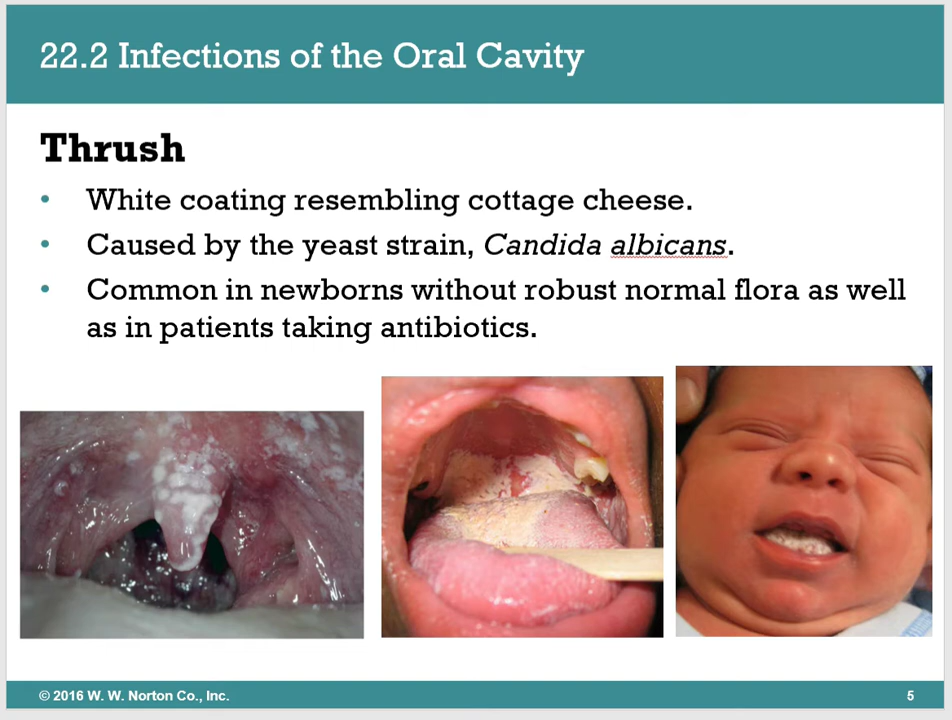 22.2 Infections of the Oral Cavity
Thrush
• White coating resembling cottage cheese.
• Caused by the yeast strain, Candida albicans.
• Common in newborns without robust normal flora as well
as in patients taking antibiotics.
© 2016 W. W. Norton Co., Inc.
5